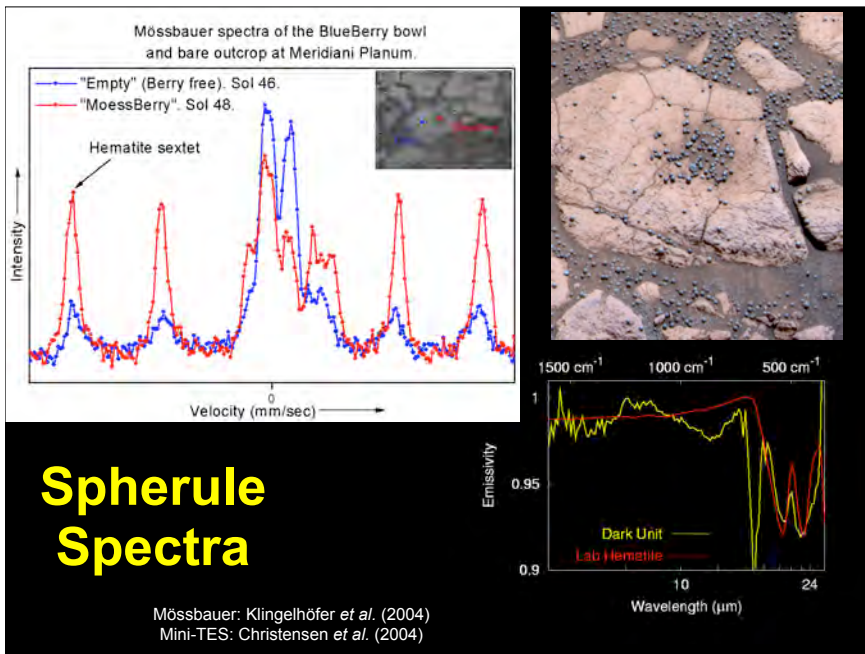 Mössbauer spectra of the BlueBerry bowl
and bare outcrop at Meridiani Planum.
"Empty" (Berry free). Sol 46.
"MoessBerry". Sol 48.
Hematite sextet
Intensity
0
Velocity (mm/sec)
1500 cm-1 1000 cm-1 500 cm-1
1
0.95
0.9
Emissivity
Dark Unit
Lab Hematite
10 24
Wavelength (µm)
Spherule
Spectra
Mössbauer: Klingelhöfer et al. (2004)
Mini-TES: Christensen et al. (2004)